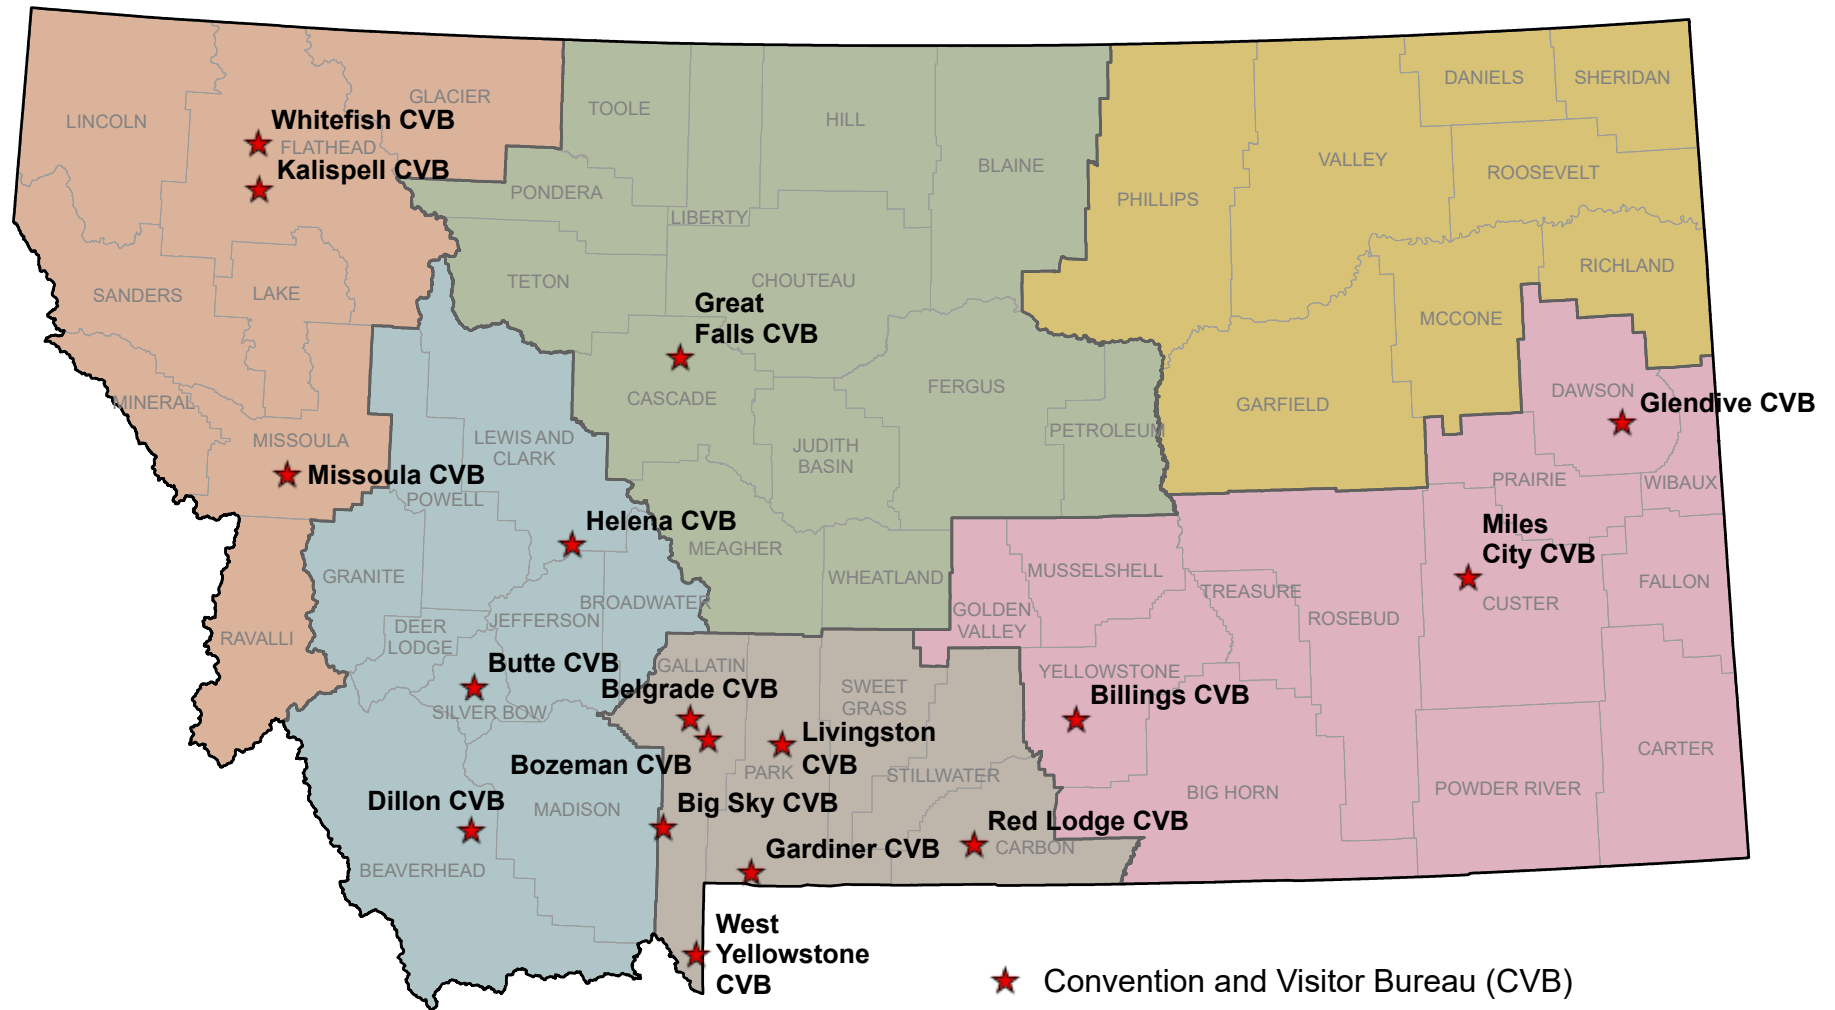 DANIELS
SHERIDAN
GLACIER
TOOLE
LINCOLN
Whitefish CVB
HILL
FLATHEAD
VALLEY
BLAINE
Kalispell CVB
ROOSEVELT
PONDERA
PHILLIPS
LIBERTY
RICHLAND
TETON
CHOUTEAU
SANDERS
LAKE
Great
Falls CVB
MCCONE
FERGUS
DAWSON
CASCADE
MINERAL
GARFIELD
Glendive CVB
PETROLEUM
MISSOULA
LEWIS AND
CLARK
JUDITH
BASIN
Missoula CVB
PRAIRIE
WIBAUX
POWELL
Helena CVB
Miles
City CVB
MEAGHER
MUSSELSHELL
GRANITE
WHEATLAND
FALLON
TREASURE
BROADWATER
CUSTER
GOLDEN
VALLEY
JEFFERSON
ROSEBUD
DEER
LODGE
RAVALLI
Butte CVB
GALLATIN
YELLOWSTONE
Belgrade CVB
SWEET
GRASS
Billings CVB
SILVER BOW
Livingston
CVB
CARTER
Bozeman CVB
PARK
STILLWATER
POWDER RIVER
BIG HORN
Dillon CVB
MADISON
Big Sky CVB
Red Lodge CVB
Gardiner CVB
CARBON
BEAVERHEAD
West
Yellowstone
CVB
Convention and Visitor Bureau (CVB)